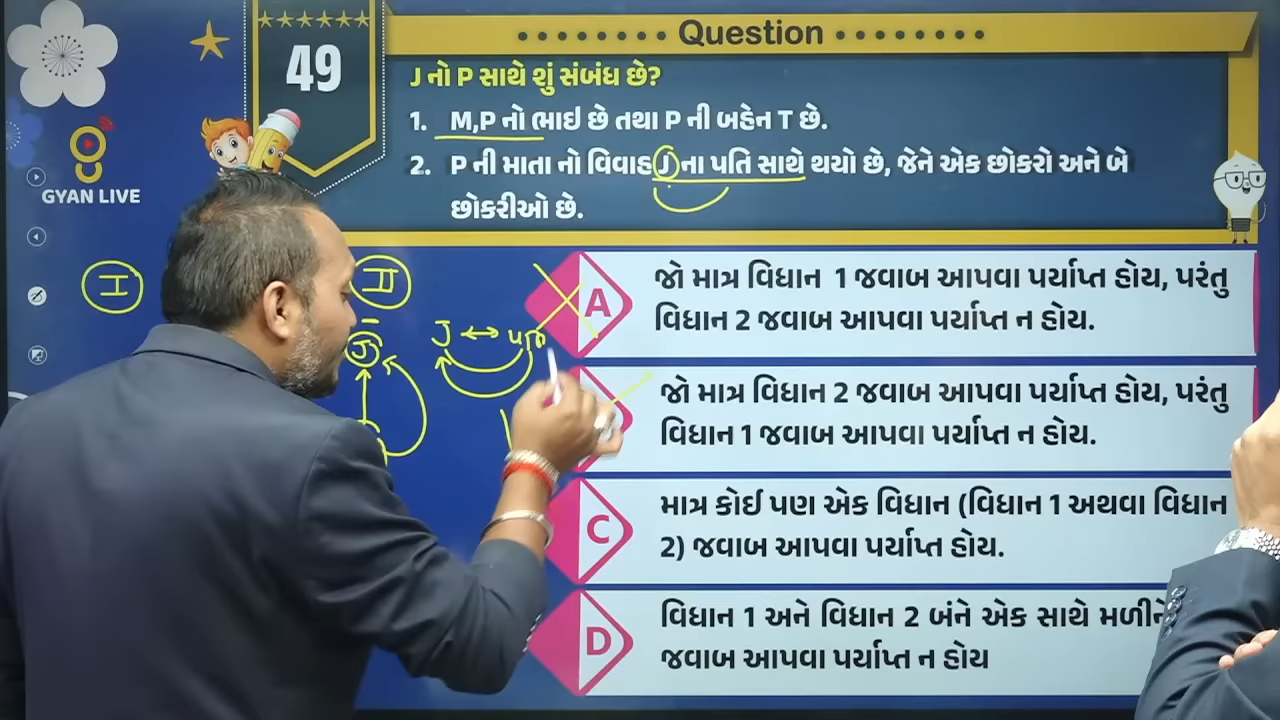 Question
49
J નો P સાથે શું સંબંધ છે?
1. M,P નો ભાઈ છે તથા P ની બહેન T છે.
2. P ની માતા નો વિવાહ J ના પતિ સાથે થયો છે, જેને એક છોકરો અને બે
છોકરીઓ છે.
GYAN LIVE
I
II
J ↔
A
જો માત્ર વિધાન 1 જવાબ આપવા પર્યાપ્ત હોય, પરંતુ
વિધાન 2 જવાબ આપવા પર્યાપ્ત ન હોય.
જો માત્ર વિધાન 2 જવાબ આપવા પર્યાપ્ત હોય, પરંતુ
વિધાન 1 જવાબ આપવા પર્યાપ્ત ન હોય.
C
માત્ર કોઈ પણ એક વિધાન (વિધાન 1 અથવા વિધાન
2) જવાબ આપવા પર્યાપ્ત હોય.
D
વિધાન 1 અને વિધાન 2 બંને એક સાથે મળીને
જવાબ આપવા પર્યાપ્ત ન હોય